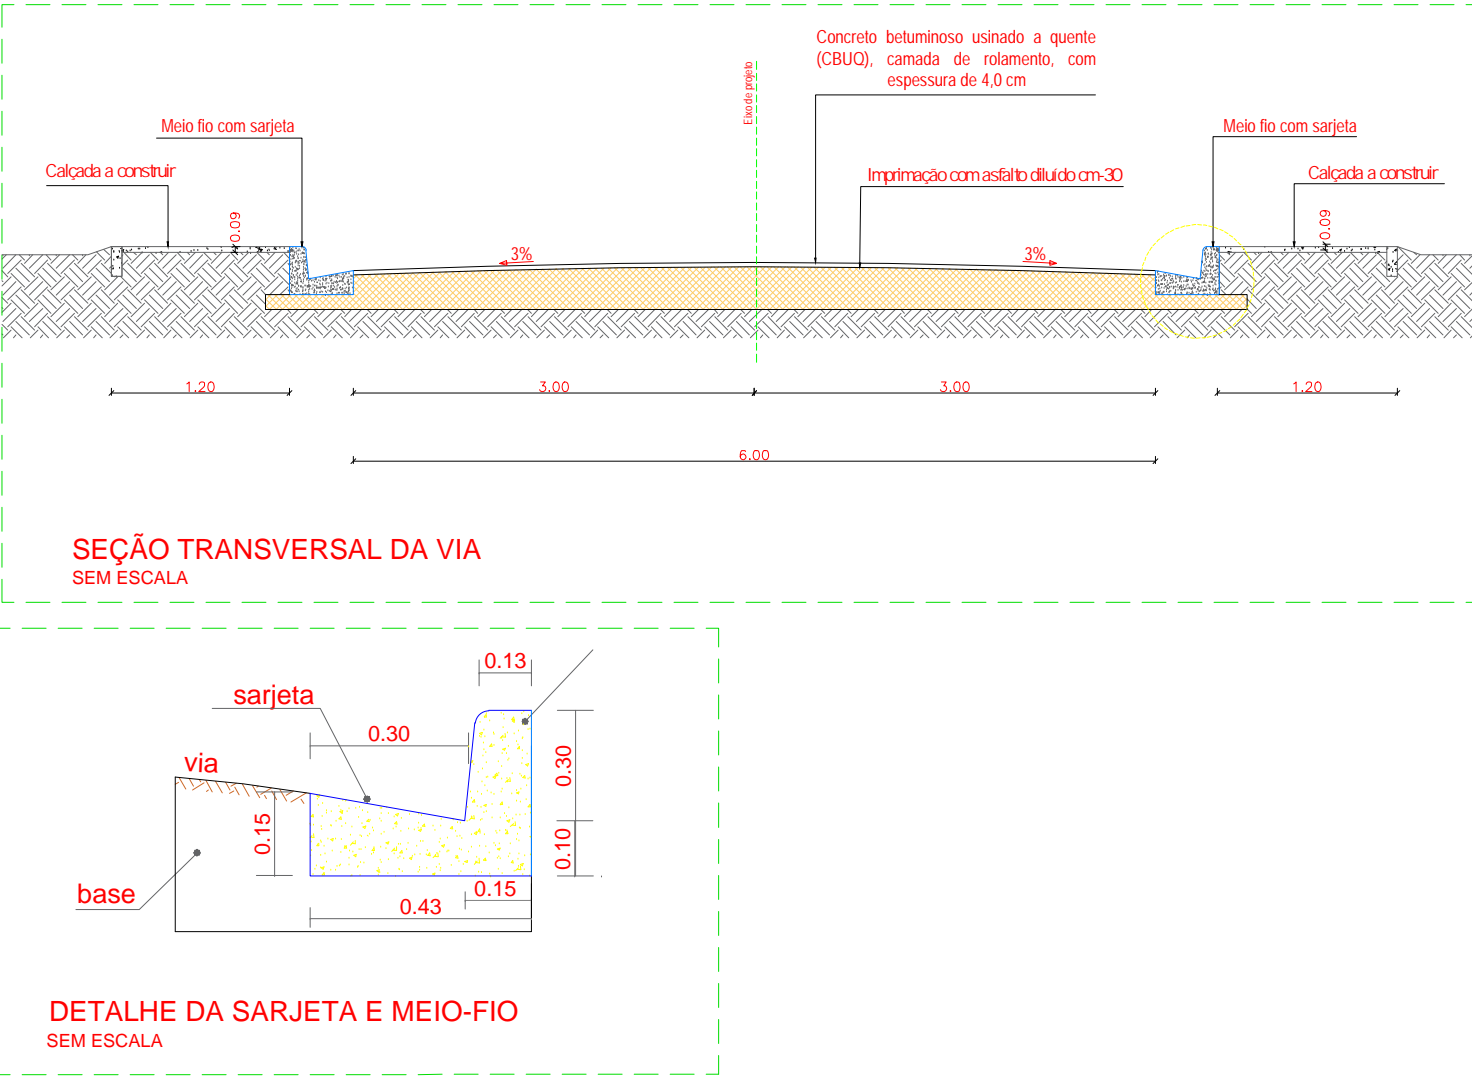 Concreto betuminoso usinado a quente
(CBUQ), camada de rolamento, com
espessura de 4,0 cm
Eixo de projeto
Meio fio com sarjeta
Meio fio com sarjeta
Calçada a construir
Imprimação com asfalto diluído cm-30
Calçada a construir
0.09
0.09
3%
3%
1.20
3.00
3.00
1.20
6.00
SEÇÃO TRANSVERSAL DA VIA
SEM ESCALA
0.13
sarjeta
0.30
via
0.30
0.15
0.10
base
0.15
0.43
DETALHE DA SARJETA E MEIO-FIO
SEM ESCALA